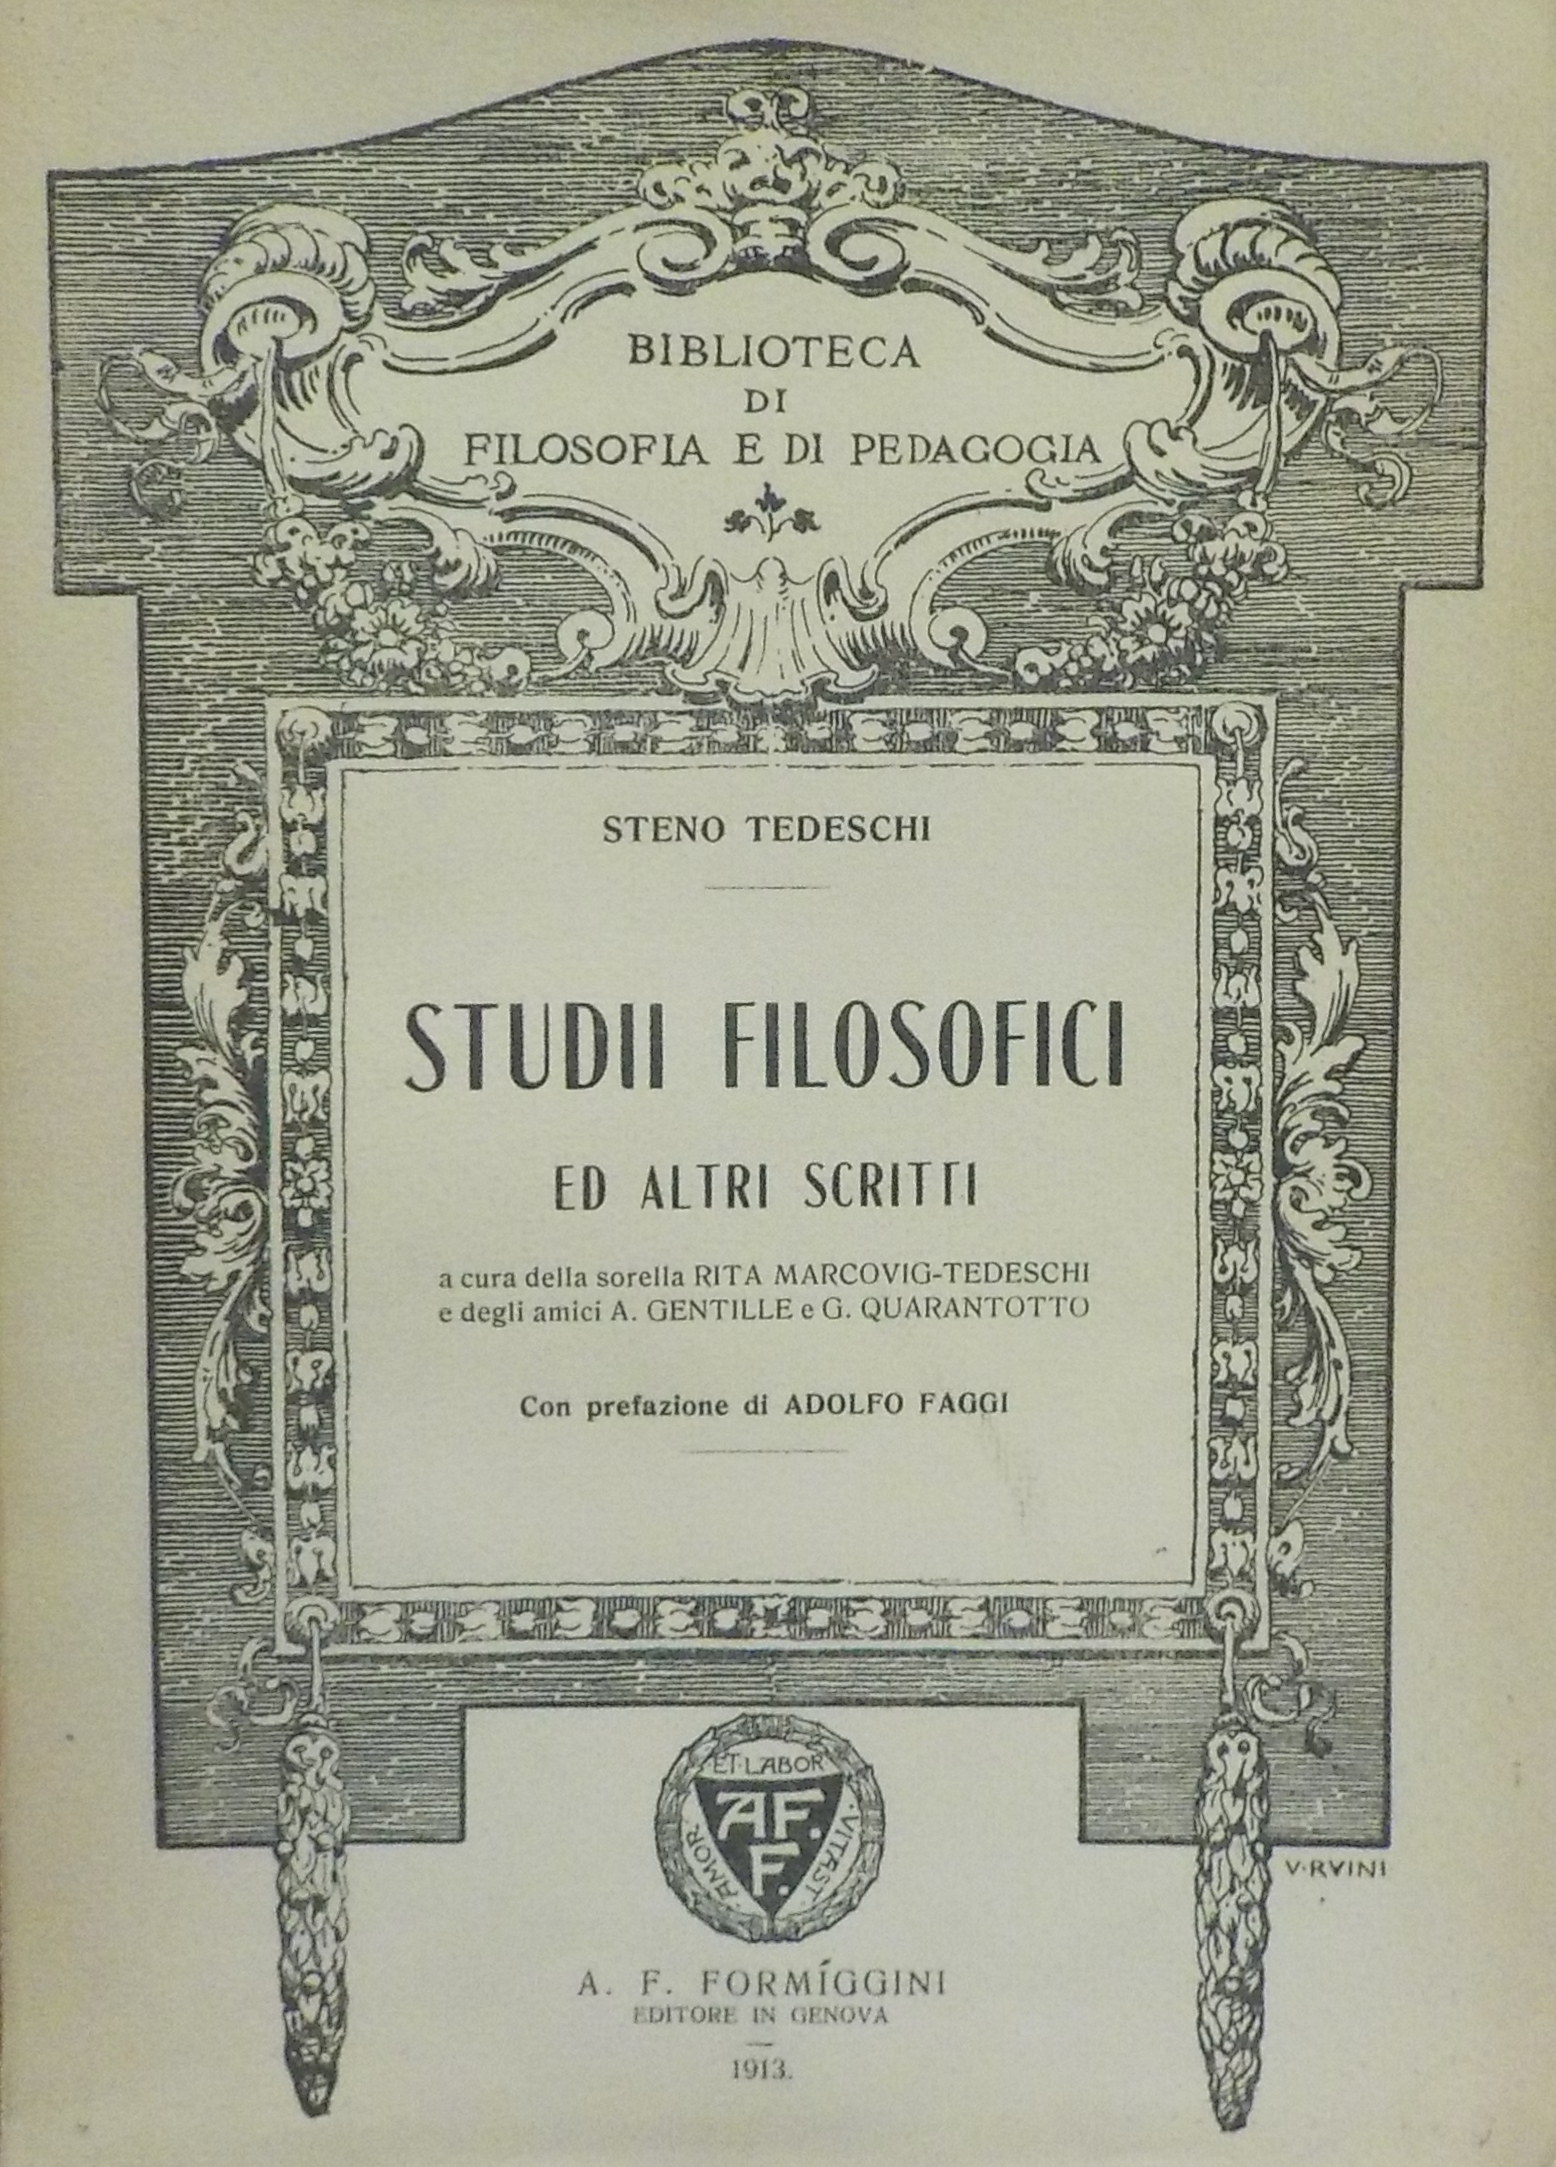 BIBLIOTECA
DI
FILOSOFIA E DI PEDAGOGIA
STENO TEDESCHI
STUDII FILOSOFICI
ED ALTRI SCRITTI
a cura della sorella RITA MARCOVIG-TEDESCHI
e degli amici A. GENTILLE e G. QUARANTOTTO
Con prefazione di ADOLFO FAGGI
AMOR · ET · LABOR · VITAST
A.F.
F.
V · RVINI
A. F. FORMÍGGINI
EDITORE IN GENOVA
1913.